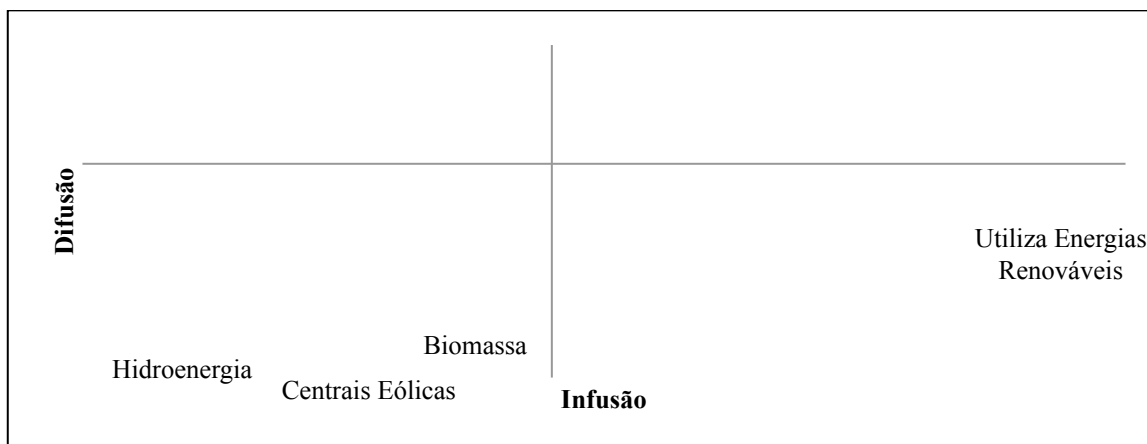 Difusão
Utiliza Energias
Renováveis
Biomassa
Hidroenergia
Centrais Eólicas
Infusão